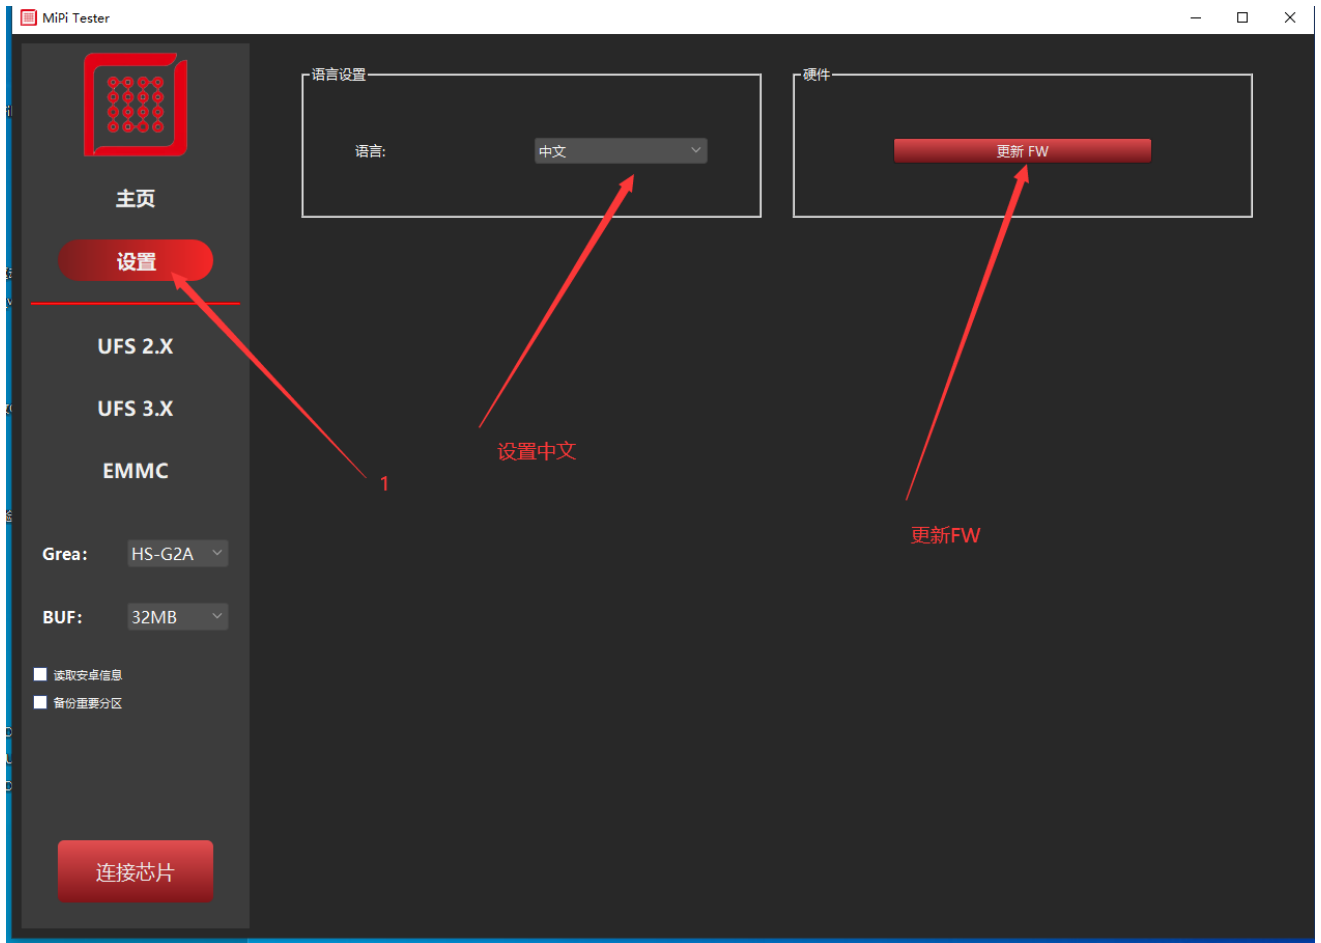 MiPi Tester
主页
设置
UFS 2.X
UFS 3.X
EMMC
Grea: HS-G2A
BUF: 32MB
读取安卓信息
备份重要分区
连接芯片
语言设置
语言: 中文
硬件
更新 FW
1
设置中文
更新FW